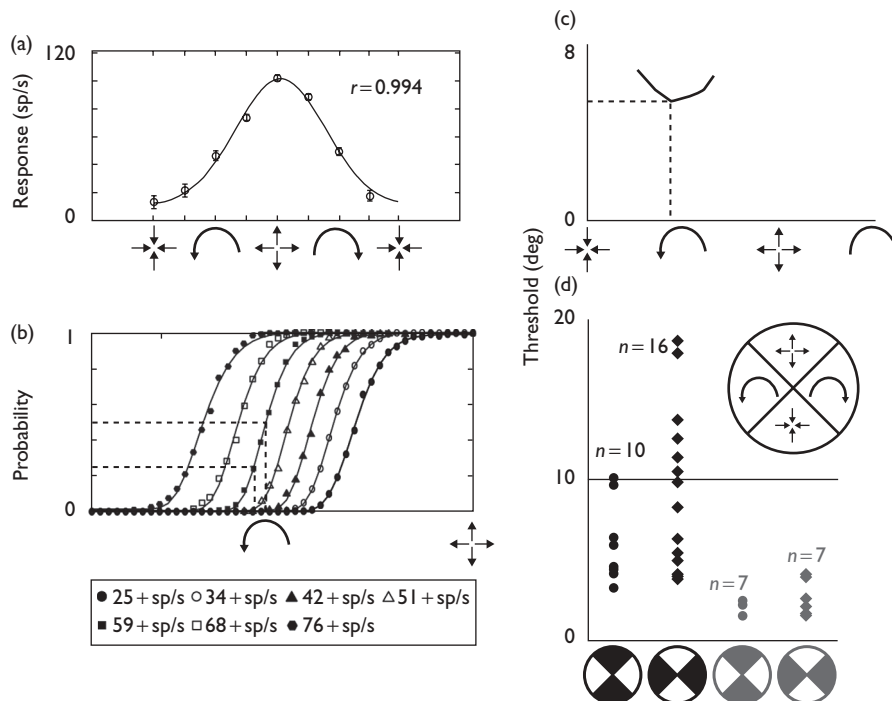 (a)
120
Response (sp/s)
r=0.994
0
(b)
1
Probability
0
25+sp/s 34+sp/s 42+sp/s 51+sp/s
59+sp/s 68+sp/s 76+sp/s
(c)
8
0
Threshold (deg)
(d)
20
n=16
n=10
10
n=7
n=7
0